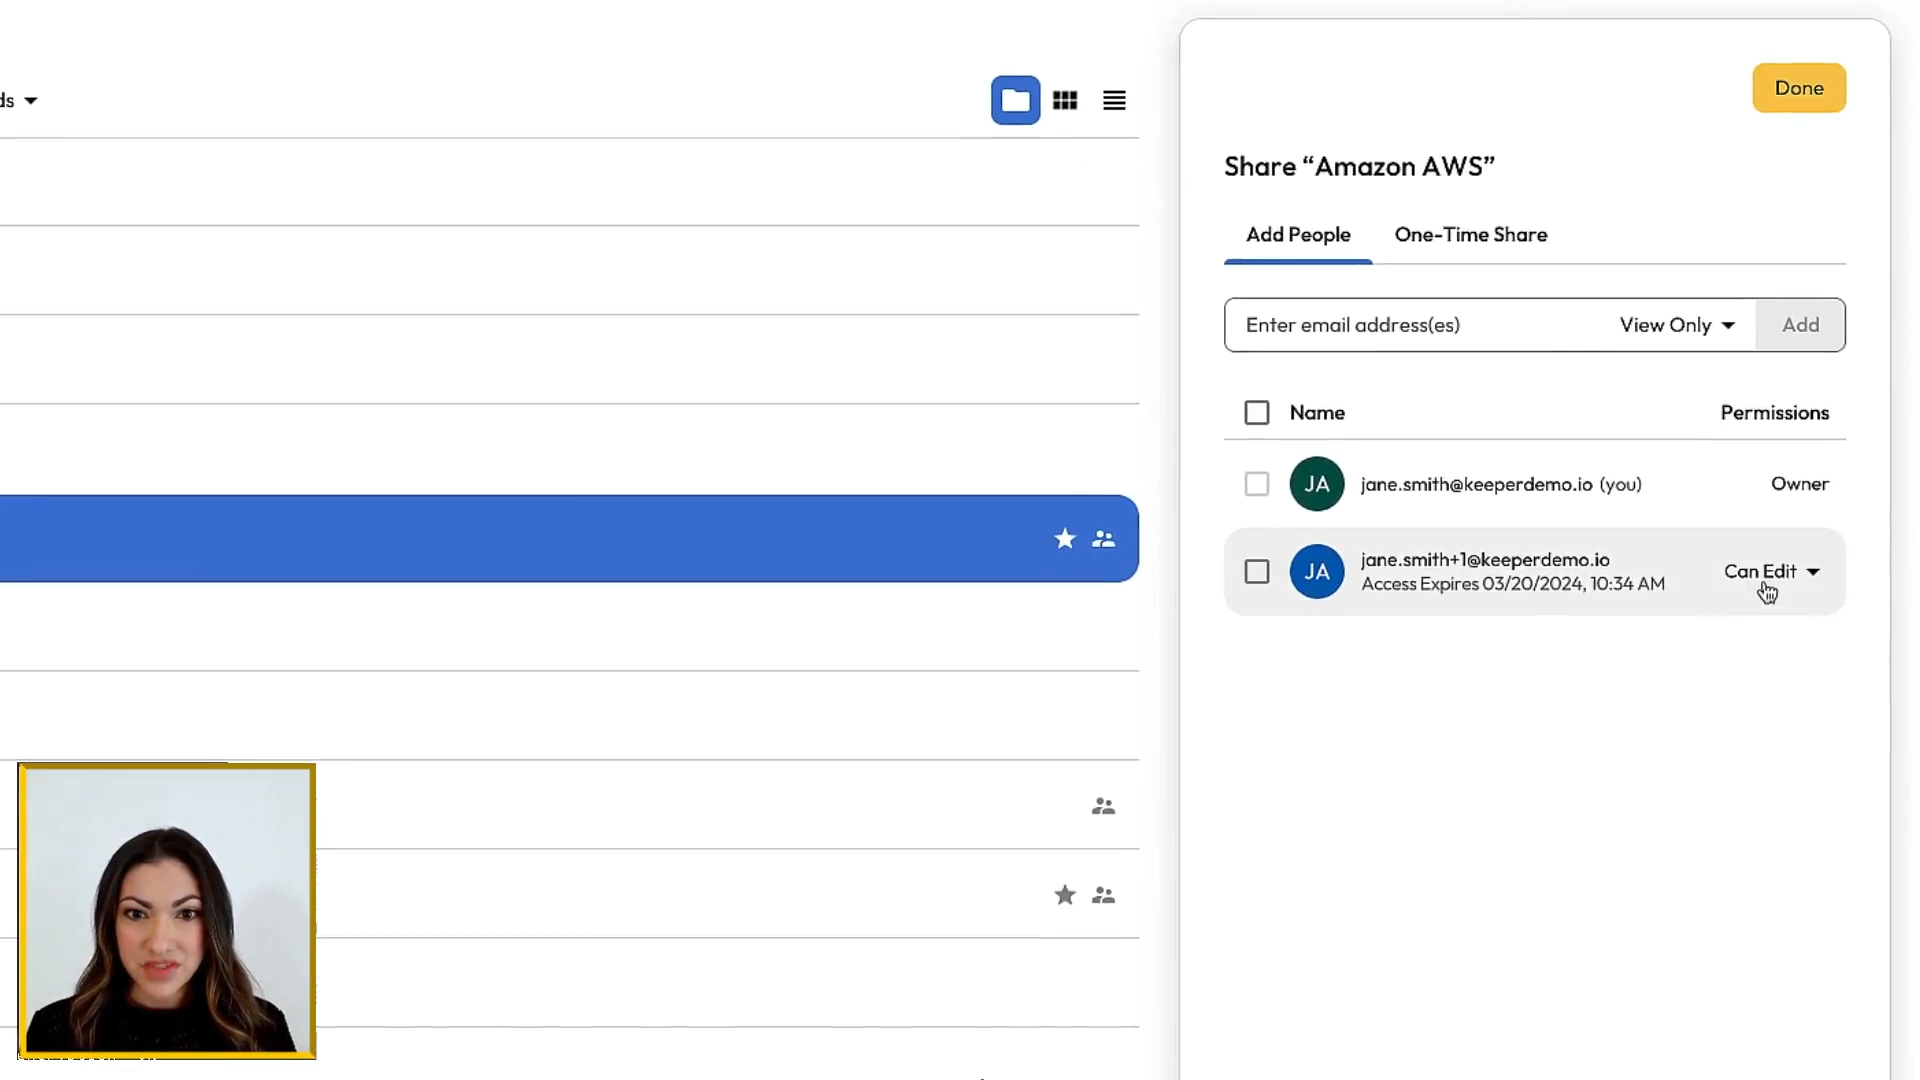 ds
Done
Share “Amazon AWS”
Add People
One-Time Share
Enter email address(es)
View Only
Add
Name
Permissions
JA
jane.smith@keeperdemo.io (you)
Owner
JA
jane.smith+1@keeperdemo.io
Access Expires 03/20/2024, 10:34 AM
Can Edit